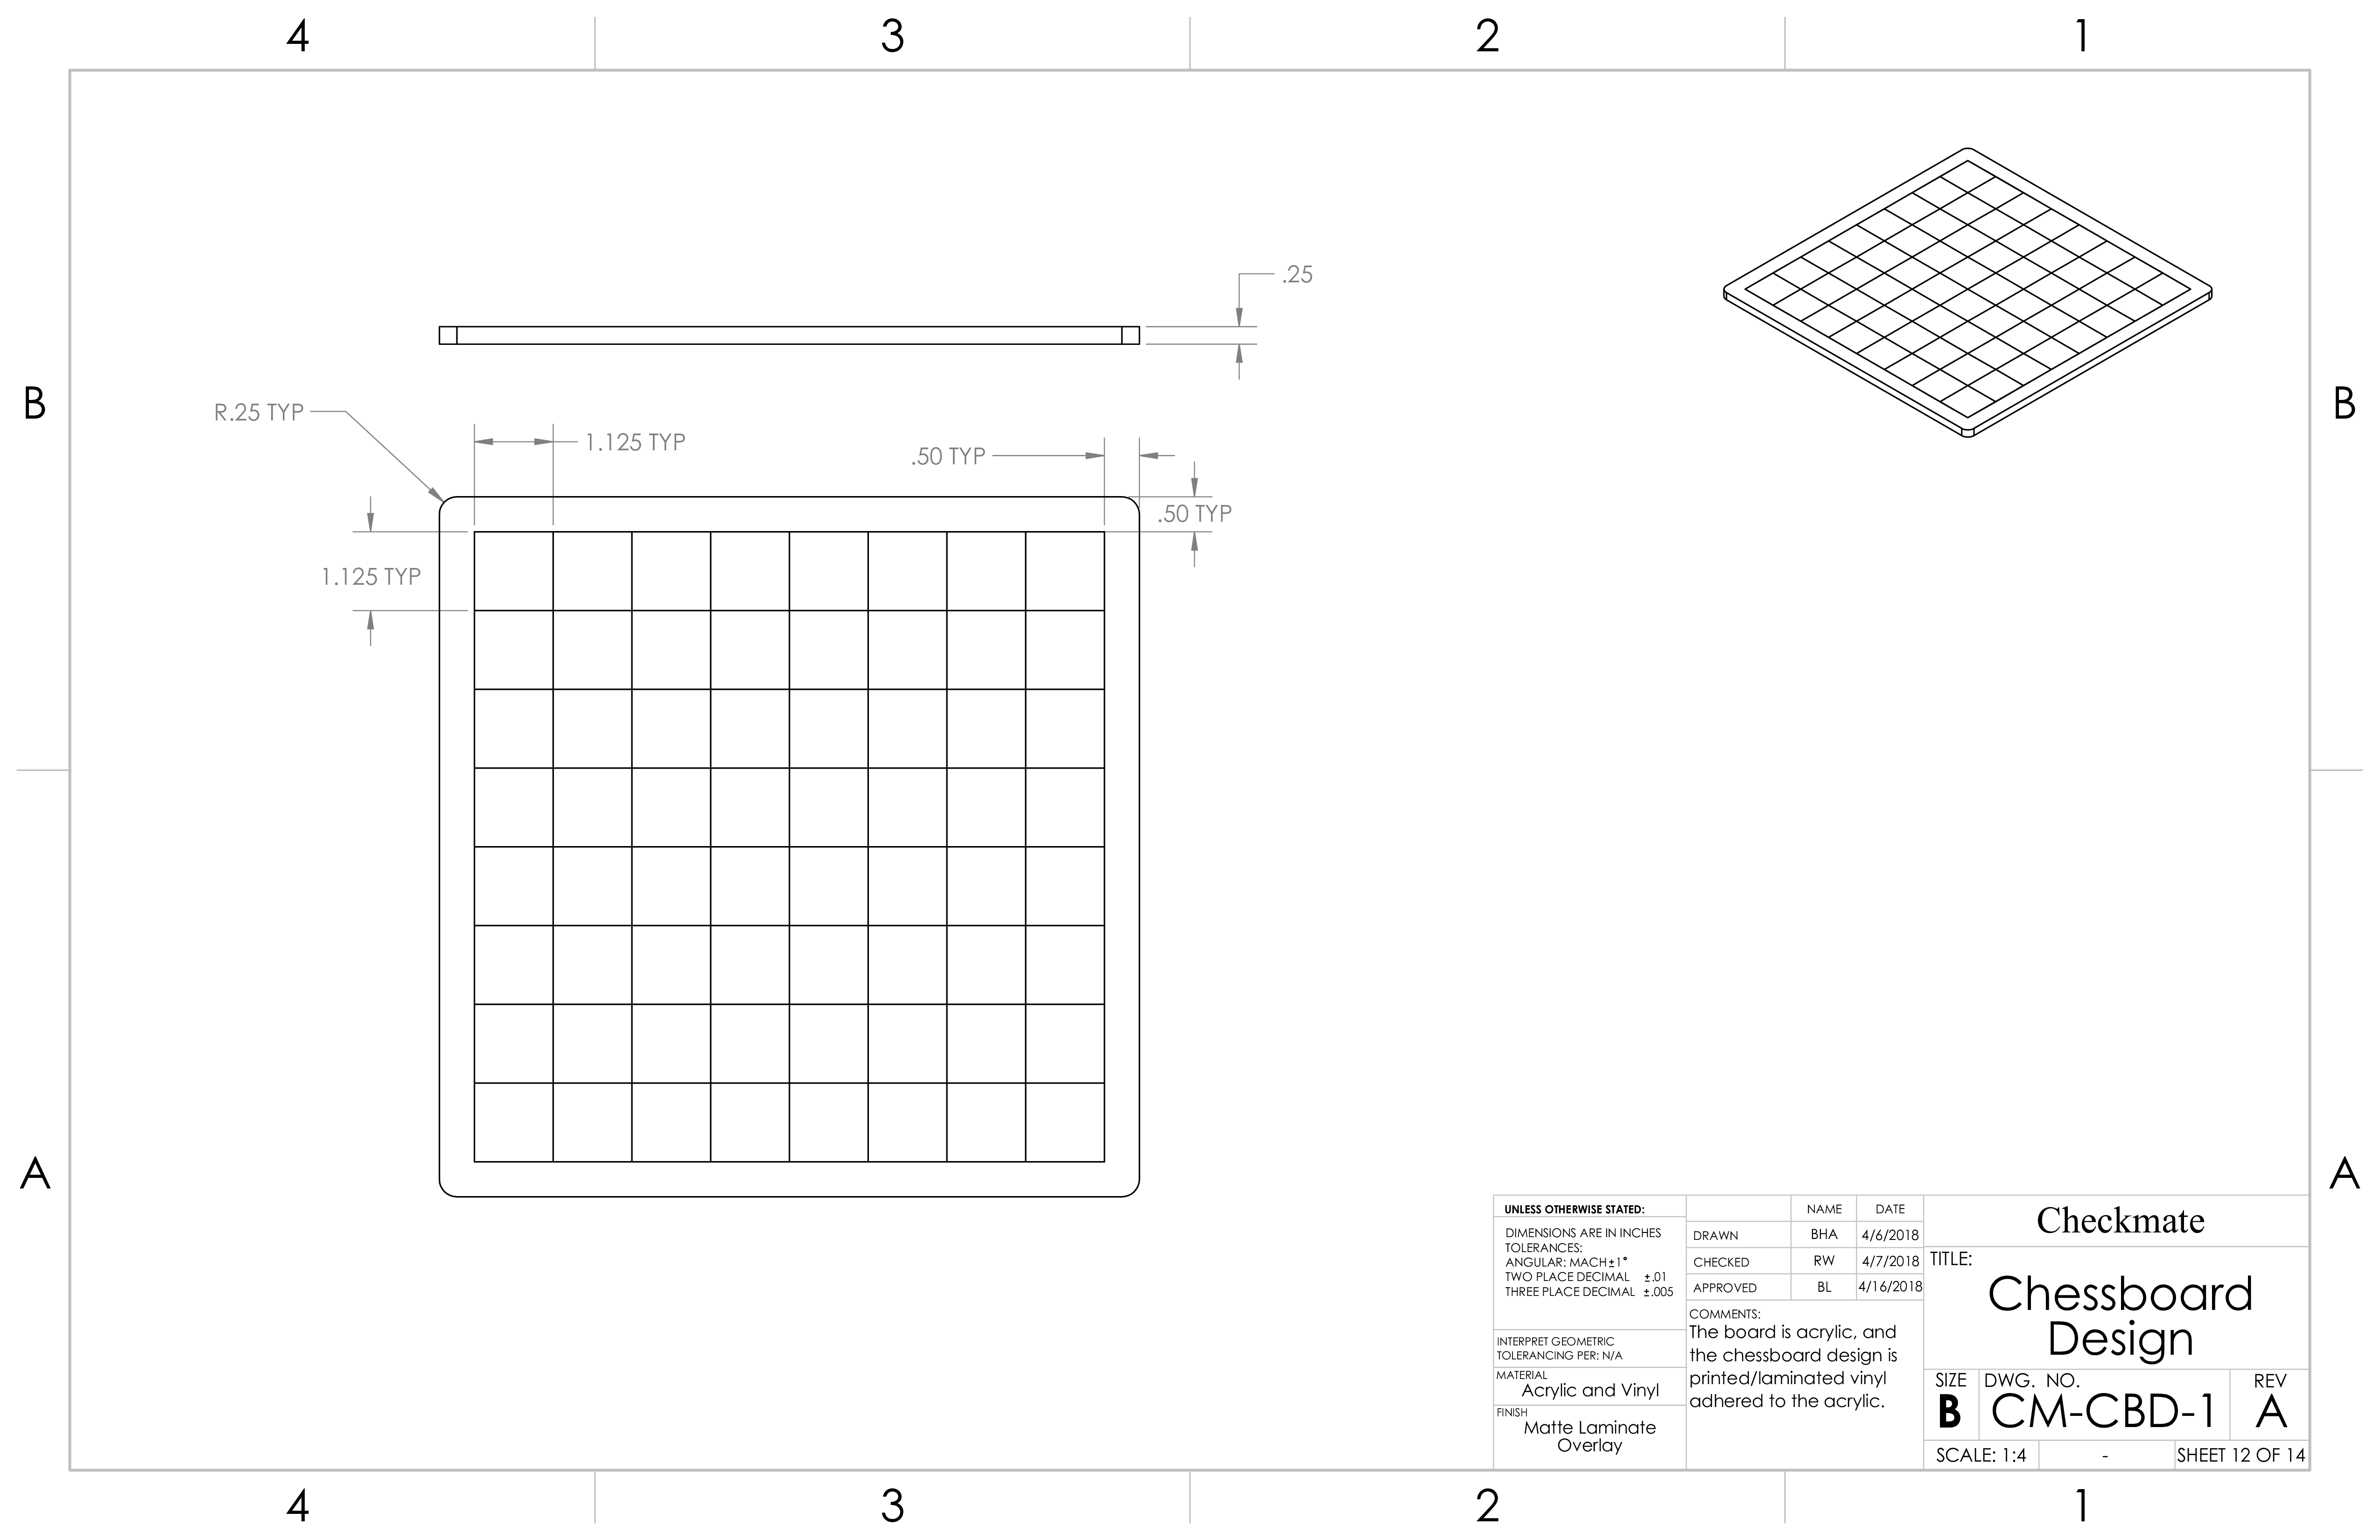 4 3 2 1
.25
B B
R.25 TYP
1.125 TYP
.50 TYP
.50 TYP
1.125 TYP
A A
UNLESS OTHERWISE STATED:
DIMENSIONS ARE IN INCHES
TOLERANCES:
ANGULAR: MACH±1°
TWO PLACE DECIMAL ±.01
THREE PLACE DECIMAL ±.005
INTERPRET GEOMETRIC
TOLERANCING PER: N/A
MATERIAL
Acrylic and Vinyl
FINISH
Matte Laminate
Overlay
NAME DATE
DRAWN BHA 4/6/2018
CHECKED RW 4/7/2018
APPROVED BL 4/16/2018
COMMENTS:
The board is acrylic, and
the chessboard design is
printed/laminated vinyl
adhered to the acrylic.
Checkmate
TITLE:
Chessboard
Design
SIZE DWG. NO. REV
B CM-CBD-1 A
SCALE: 1:4 - SHEET 12 OF 14
4 3 2 1